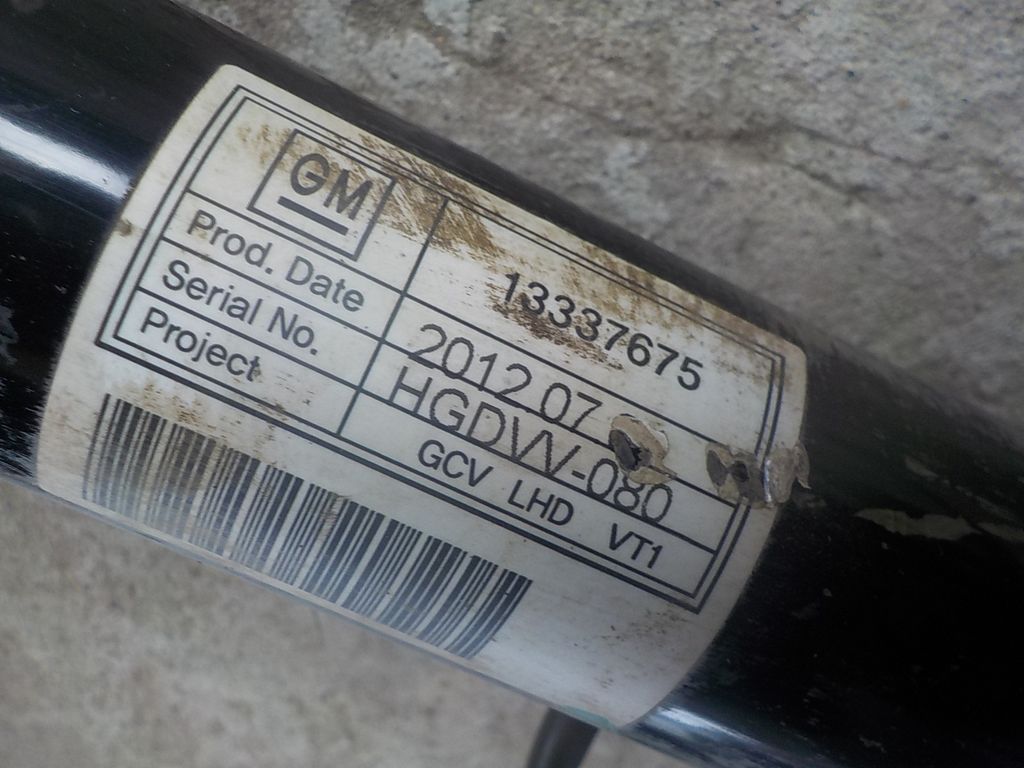 GM 13337675
Prod. Date 2012.07
Serial No. HGDVV-080
Project GCV LHD VT1